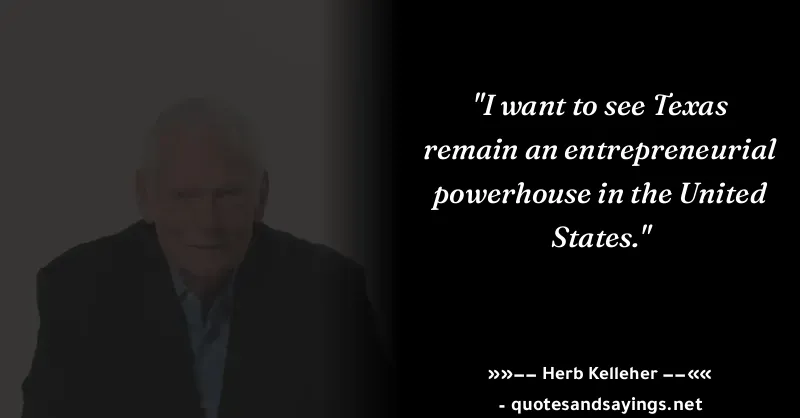 "I want to see Texas
remain an entrepreneurial
powerhouse in the United
States."
»»−− Herb Kelleher −−««
- quotesandsayings.net